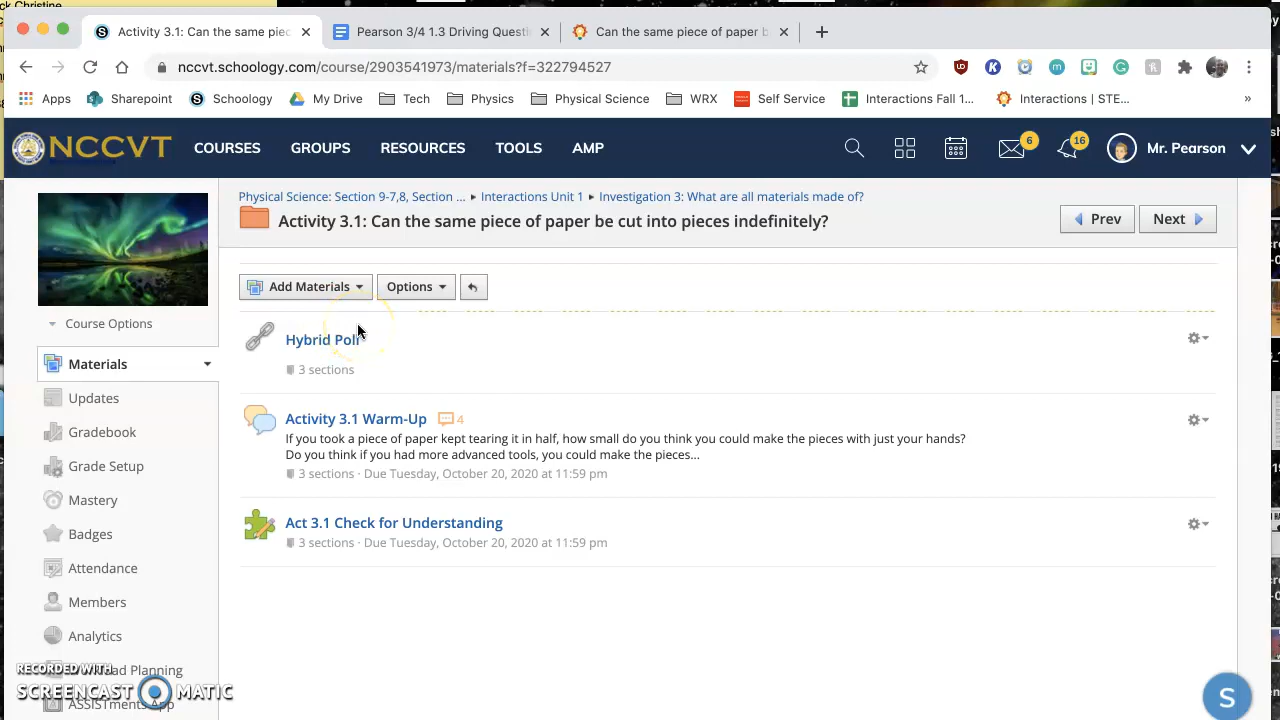 ck Christine
Activity 3.1: Can the same piec
Pearson 3/4 1.3 Driving Questi
Can the same piece of paper b
nccvt.schoology.com/course/2903541973/materials?f=322794527
Apps
Sharepoint
Schoology
My Drive
Tech
Physics
Physical Science
WRX
Self Service
Interactions Fall 1...
Interactions | STE...
»
NCCVT
COURSES
GROUPS
RESOURCES
TOOLS
AMP
6
16
Mr. Pearson
Physical Science: Section 9-7,8, Section ... ▸ Interactions Unit 1 ▸ Investigation 3: What are all materials made of?
Activity 3.1: Can the same piece of paper be cut into pieces indefinitely?
Prev
Next
Add Materials
Options
Course Options
Materials
Updates
Gradebook
Grade Setup
Mastery
Badges
Attendance
Members
Analytics
Hybrid Poll
3 sections
Activity 3.1 Warm-Up
4
If you took a piece of paper kept tearing it in half, how small do you think you could make the pieces with just your hands?
Do you think if you had more advanced tools, you could make the pieces...
3 sections · Due Tuesday, October 20, 2020 at 11:59 pm
Act 3.1 Check for Understanding
3 sections · Due Tuesday, October 20, 2020 at 11:59 pm
Planning
RECORDED WITH
SCREENCAST MATIC
ASSISTments App
S